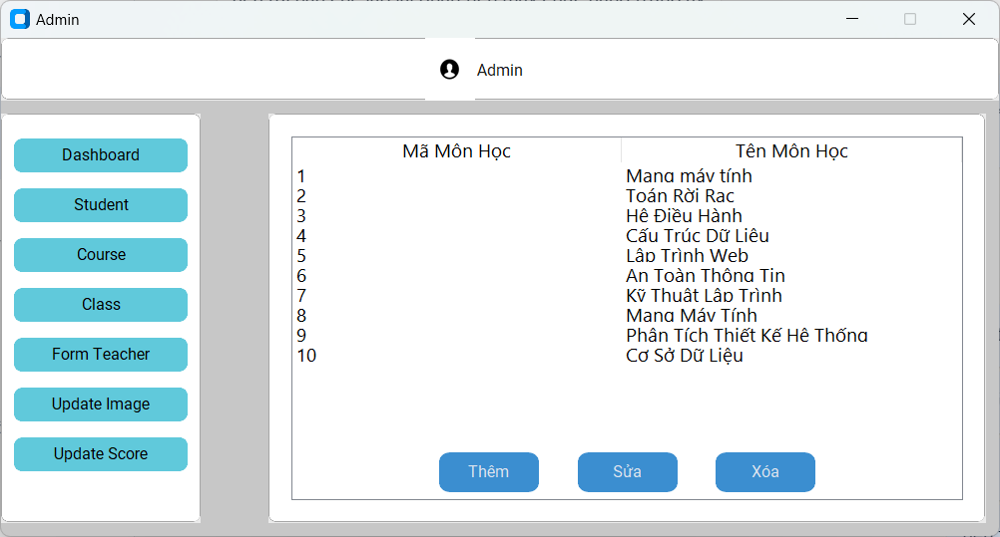 Admin
Admin
Dashboard
Student
Course
Class
Form Teacher
Update Image
Update Score
Mã Môn Học Tên Môn Học
1 Mạng máy tính
2 Toán Rời Rạc
3 Hệ Điều Hành
4 Cấu Trúc Dữ Liệu
5 Lập Trình Web
6 An Toàn Thông Tin
7 Kỹ Thuật Lập Trình
8 Mạng Máy Tính
9 Phân Tích Thiết Kế Hệ Thống
10 Cơ Sở Dữ Liệu
Thêm Sửa Xóa